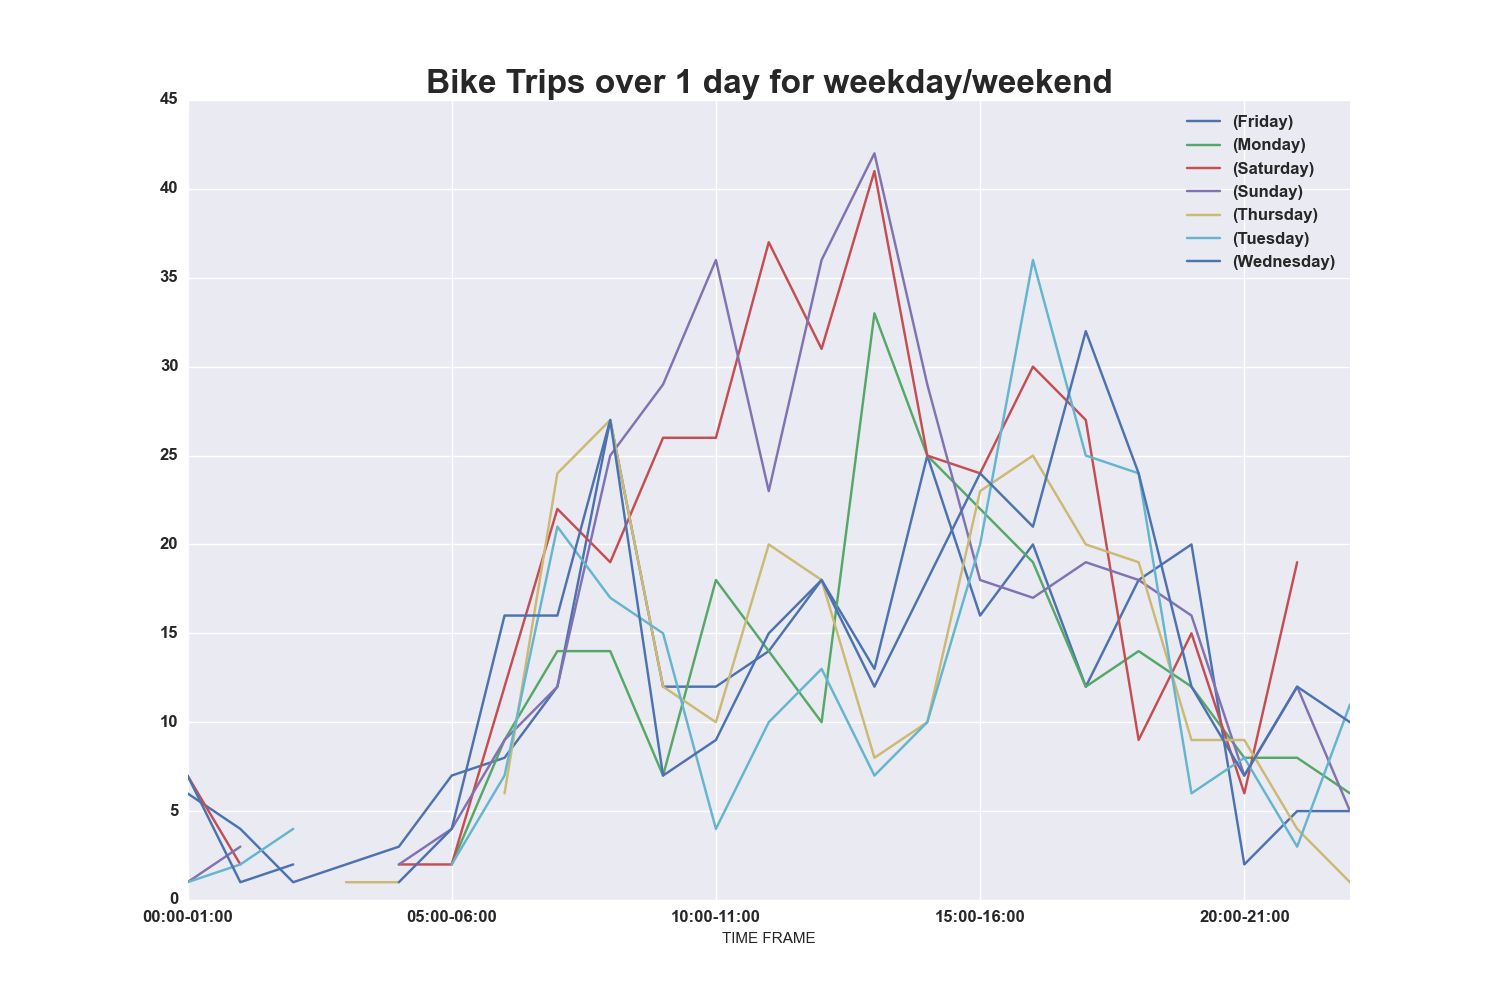 Bike Trips over 1 day for weekday/weekend
45
40
35
30
25
20
15
10
5
0
(Friday)
(Monday)
(Saturday)
(Sunday)
(Thursday)
(Tuesday)
(Wednesday)
00:00-01:00 05:00-06:00 10:00-11:00 15:00-16:00 20:00-21:00
TIME FRAME